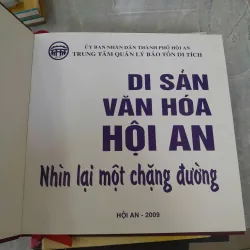 ỦY BAN NHÂN DÂN THÀNH PHỐ HỘI AN
TRUNG TÂM QUẢN LÝ BẢO TỒN DI TÍCH
DI SẢN
VĂN HÓA
HỘI AN
Nhìn lại một chặng đường
HỘI AN - 2009